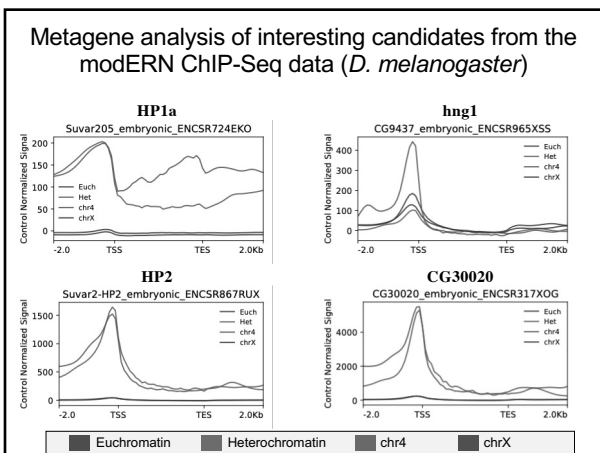 Metagene analysis of interesting candidates from the
modERN ChIP-Seq data (D. melanogaster)
HP1a
Suvar205_embryonic_ENCSR724EKO
Control Normalized Signal
200
150
100
50
0
Euch
Het
chr4
chrX
-2.0 TSS TES 2.0Kb
hng1
CG9437_embryonic_ENCSR965XSS
Control Normalized Signal
400
300
200
100
0
Euch
Het
chr4
chrX
-2.0 TSS TES 2.0Kb
HP2
Suvar2-HP2_embryonic_ENCSR867RUX
Control Normalized Signal
1500
1000
500
0
Euch
Het
chr4
chrX
-2.0 TSS TES 2.0Kb
CG30020
CG30020_embryonic_ENCSR317XOG
Control Normalized Signal
4000
2000
0
Euch
Het
chr4
chrX
-2.0 TSS TES 2.0Kb
Euchromatin Heterochromatin chr4 chrX